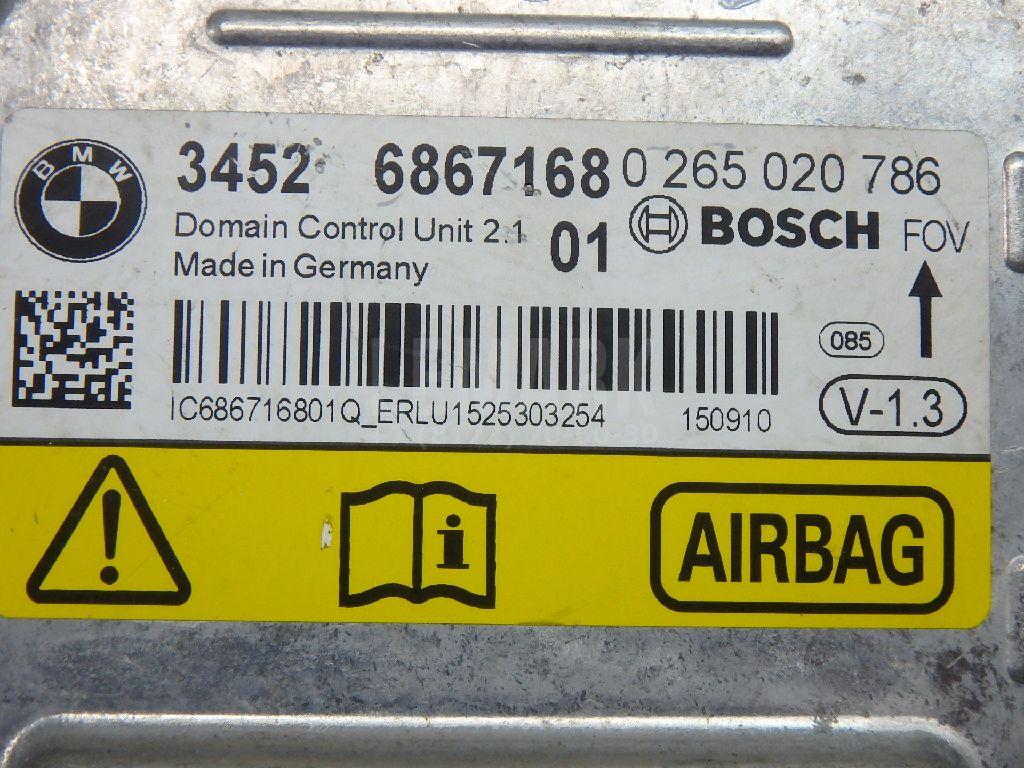 BMW
3452 6867168 0 265 020 786
Domain Control Unit 2.1 01 BOSCH FOV
Made in Germany
085
IC686716801Q_ERLU1525303254 150910
V-1.3
i
AIRBAG